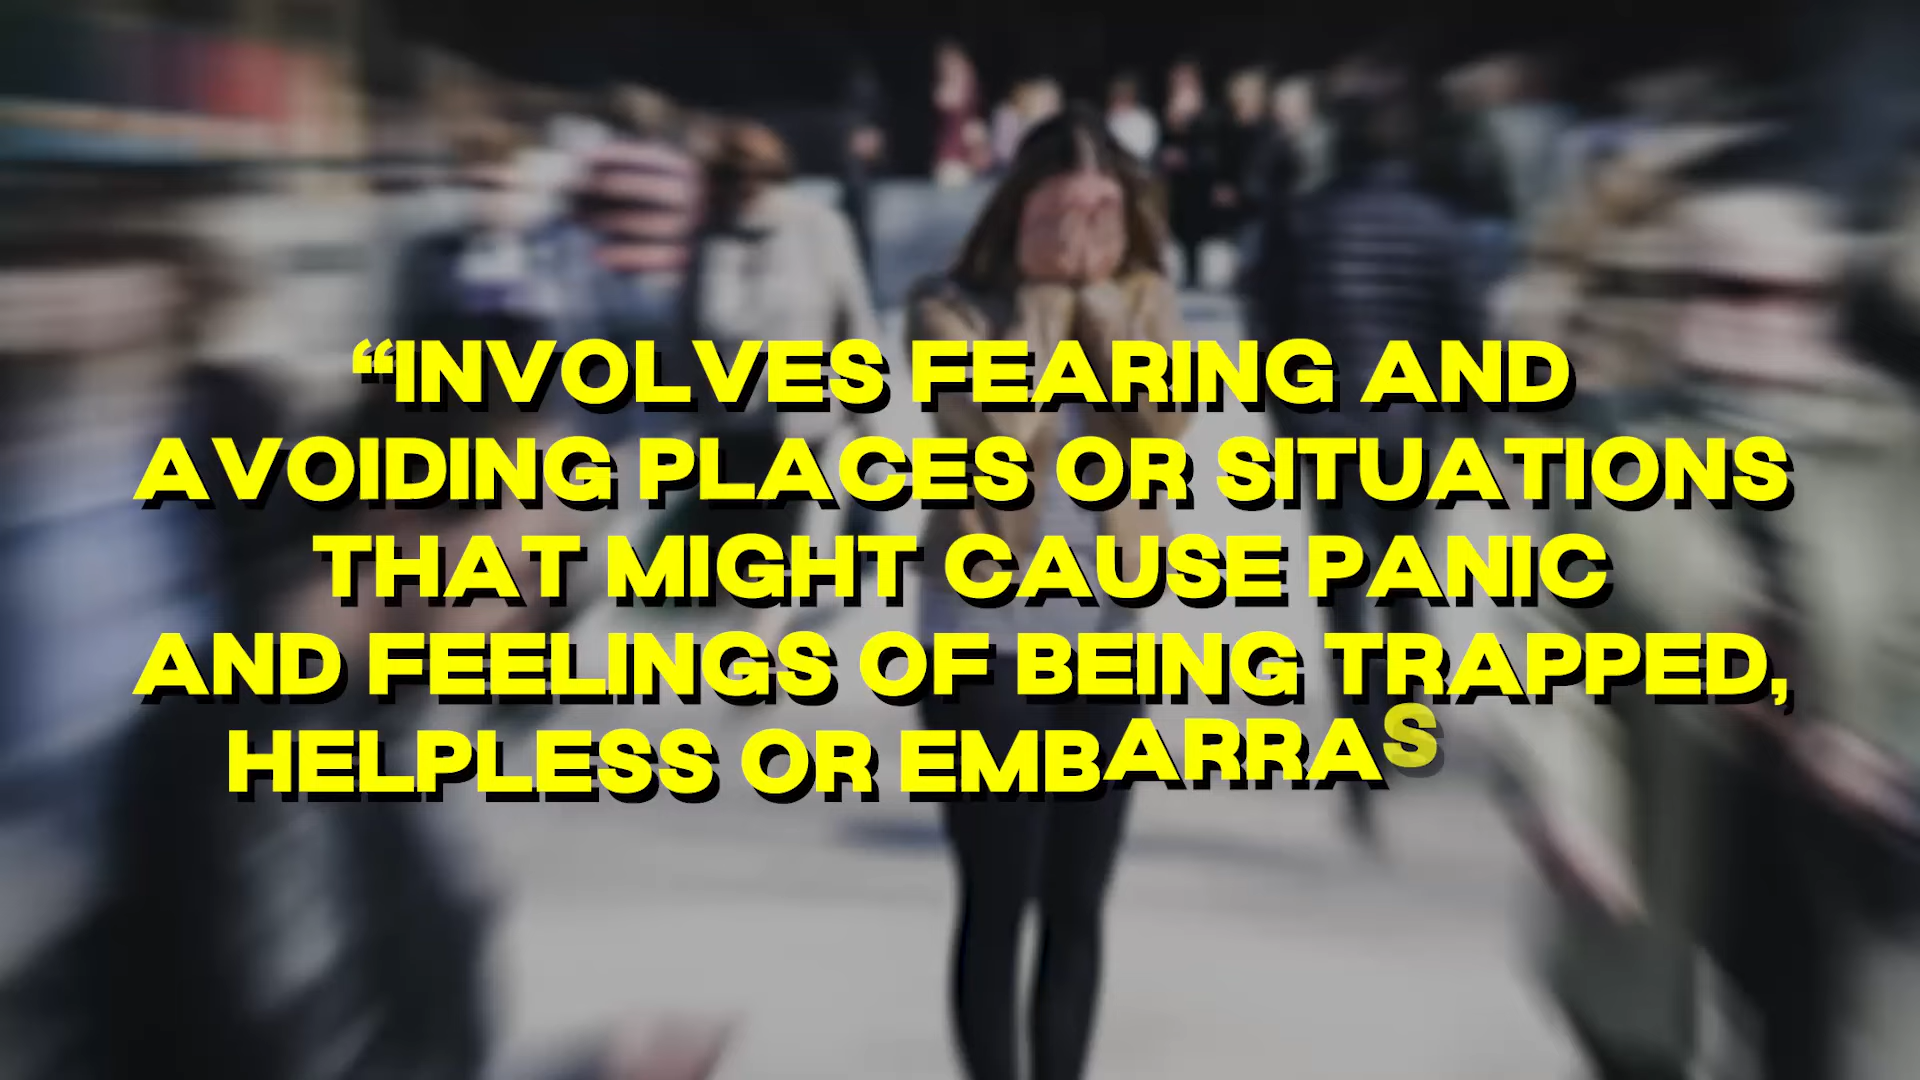 “INVOLVES FEARING AND
AVOIDING PLACES OR SITUATIONS
THAT MIGHT CAUSE PANIC
AND FEELINGS OF BEING TRAPPED,
HELPLESS OR EMBARRAS